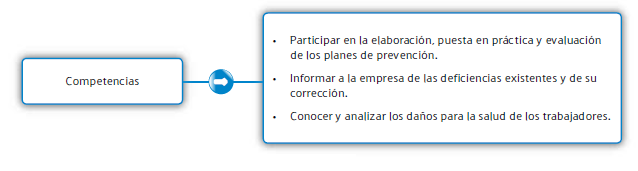 Competencias
• Participar en la elaboración, puesta en práctica y evaluación
de los planes de prevención.
• Informar a la empresa de las deficiencias existentes y de su
corrección.
• Conocer y analizar los daños para la salud de los trabajadores.